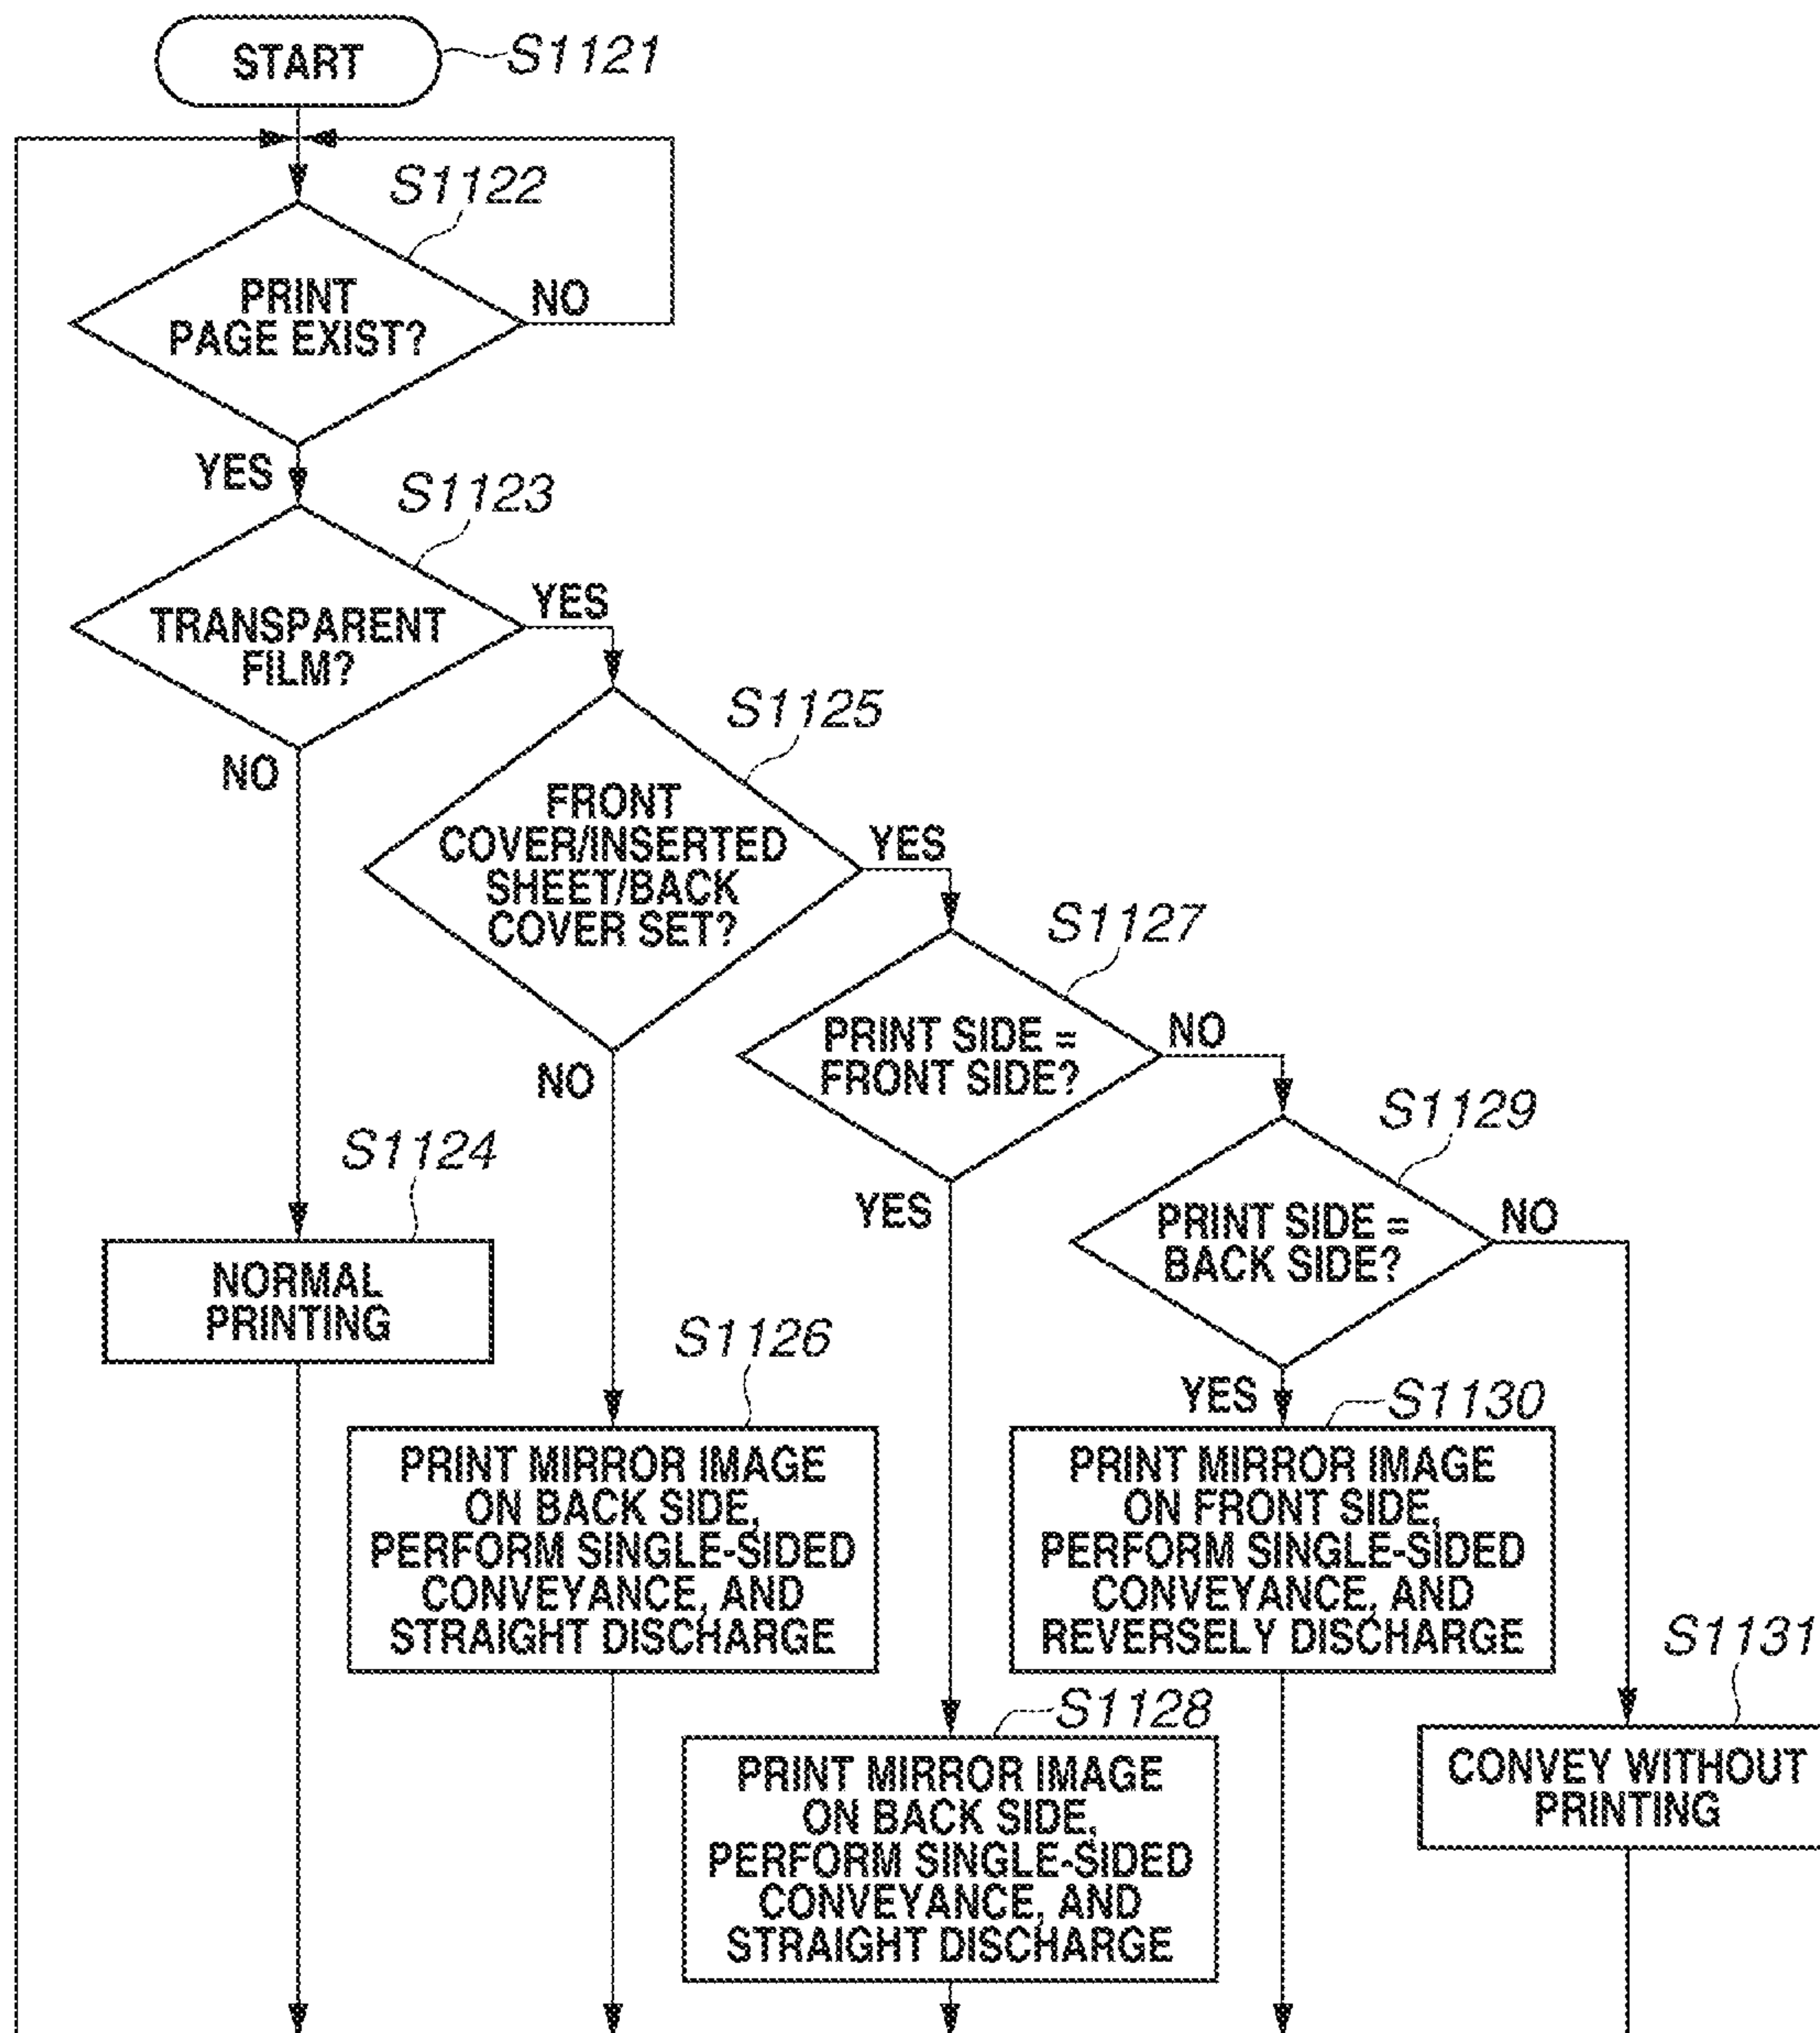 START
S1121
S1122
PRINT
PAGE EXIST?
NO
YES
S1123
TRANSPARENT
FILM?
YES
NO
S1125
FRONT
COVER/INSERTED
SHEET/BACK
COVER SET?
YES
NO
S1127
PRINT SIDE =
FRONT SIDE?
NO
YES
S1129
PRINT SIDE =
BACK SIDE?
NO
YES
S1124
NORMAL
PRINTING
S1126
PRINT MIRROR IMAGE
ON BACK SIDE,
PERFORM SINGLE-SIDED
CONVEYANCE, AND
STRAIGHT DISCHARGE
S1130
PRINT MIRROR IMAGE
ON FRONT SIDE,
PERFORM SINGLE-SIDED
CONVEYANCE, AND
REVERSELY DISCHARGE
S1128
PRINT MIRROR IMAGE
ON BACK SIDE,
PERFORM SINGLE-SIDED
CONVEYANCE, AND
STRAIGHT DISCHARGE
S1131
CONVEY WITHOUT
PRINTING